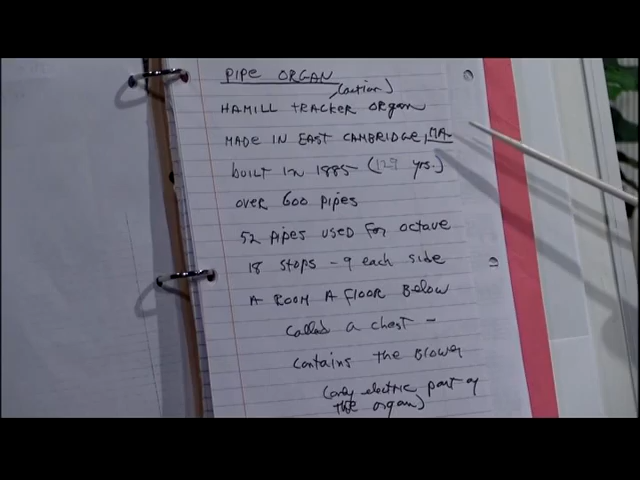 PIPE ORGAN
(action)
HAMILL TRACKER ORGAN
MADE IN EAST CAMBRIDGE, MA.
built in 1885 (129 yrs.)
over 600 pipes
52 pipes used for octave
18 stops - 9 each side
A ROOM A FLOOR BELOW
Called a chest -
Contains the Blower
(only electric part of
the organ)